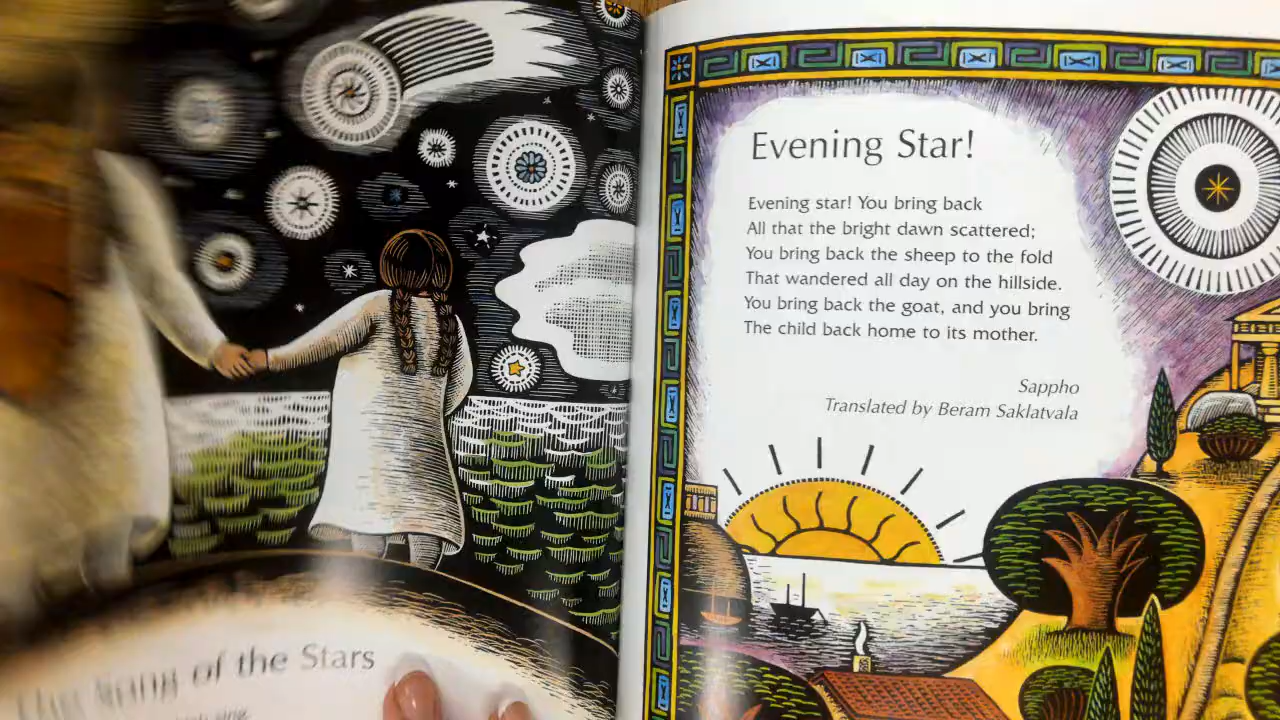 of the Stars
Evening Star!
Evening star! You bring back
All that the bright dawn scattered;
You bring back the sheep to the fold
That wandered all day on the hillside.
You bring back the goat, and you bring
The child back home to its mother.
Sappho
Translated by Beram Saklatvala